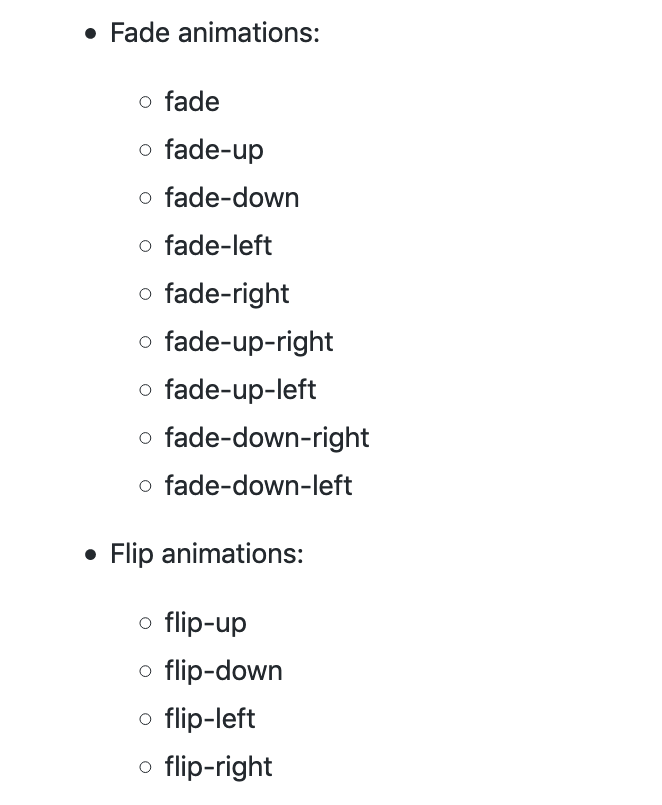 Fade animations:
fade
fade-up
fade-down
fade-left
fade-right
fade-up-right
fade-up-left
fade-down-right
fade-down-left
Flip animations:
flip-up
flip-down
flip-left
flip-right